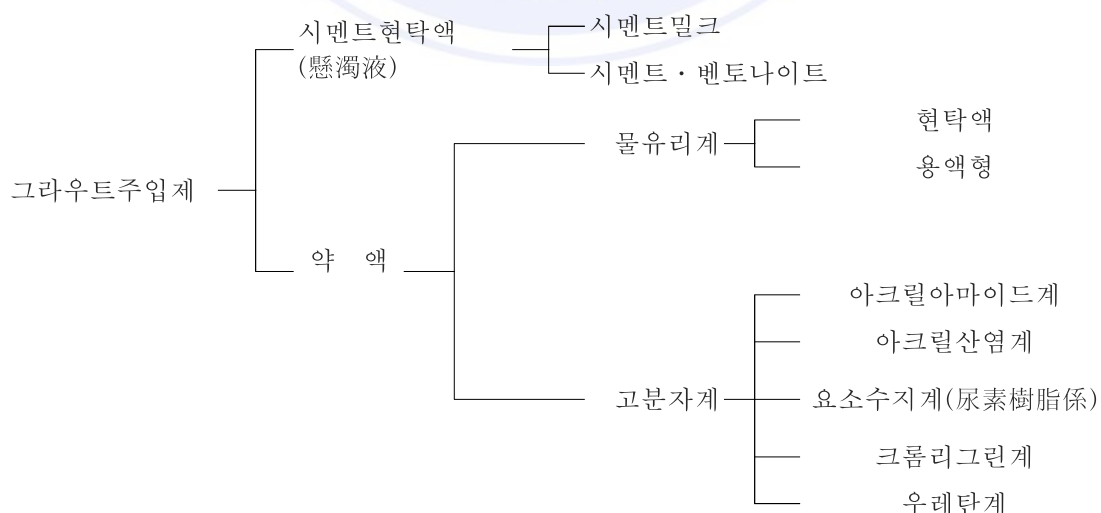 시멘트현탁액
(懸濁液)
시멘트밀크
시멘트・벤토나이트
물유리계
현탁액
용액형
그라우트주입제
약 액
아크릴아마이드계
아크릴산염계
고분자계
요소수지계(尿素樹脂係)
크롬리그린계
우레탄계